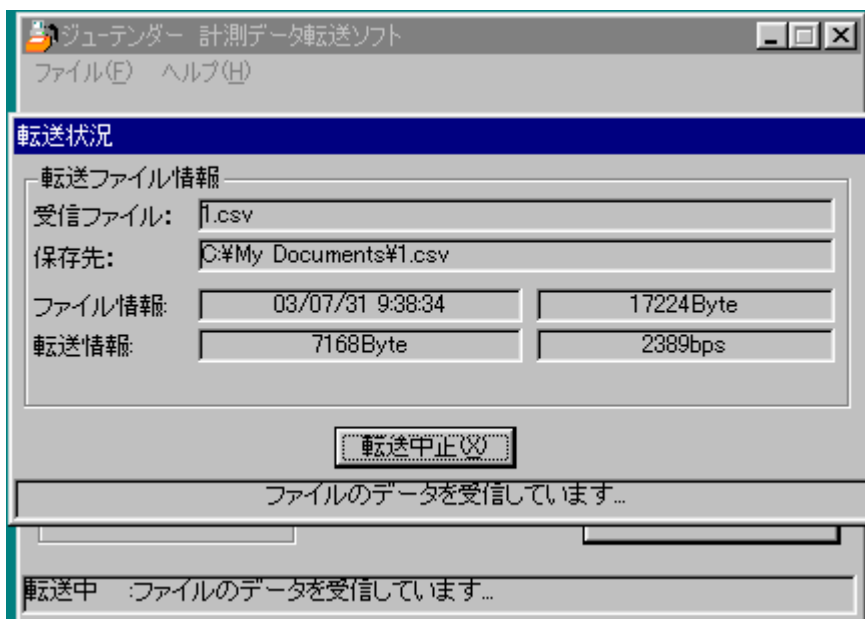 ジューテンダー 計測データ転送ソフト
ファイル(F) ヘルプ(H)
転送状況
転送ファイル情報
受信ファイル: 1.csv
保存先: C:¥My Documents¥1.csv
ファイル情報: 03/07/31 9:38:34 17224Byte
転送情報: 7168Byte 2389bps
転送中止(X)
ファイルのデータを受信しています...
転送中 :ファイルのデータを受信しています...